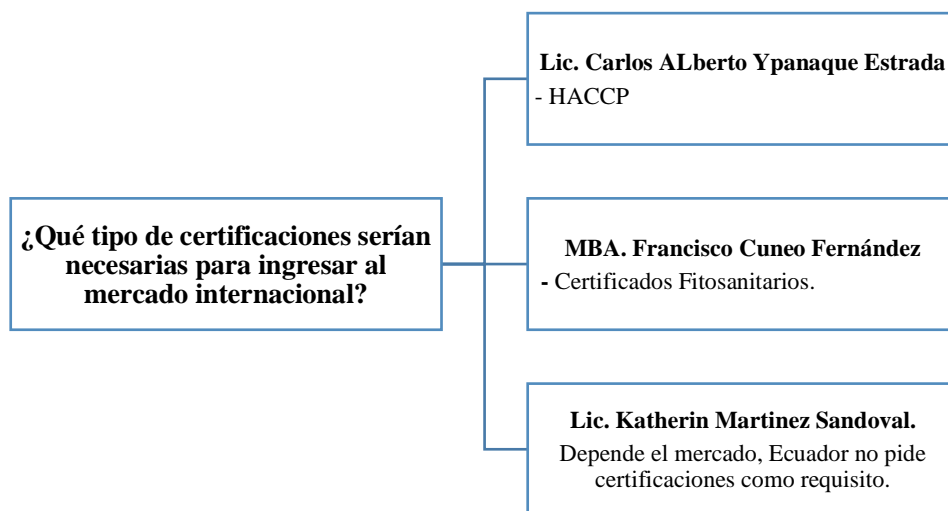 ¿Qué tipo de certificaciones serían
necesarias para ingresar al
mercado internacional?
Lic. Carlos ALberto Ypanaque Estrada
- HACCP
MBA. Francisco Cuneo Fernández
- Certificados Fitosanitarios.
Lic. Katherin Martinez Sandoval.
Depende el mercado, Ecuador no pide
certificaciones como requisito.